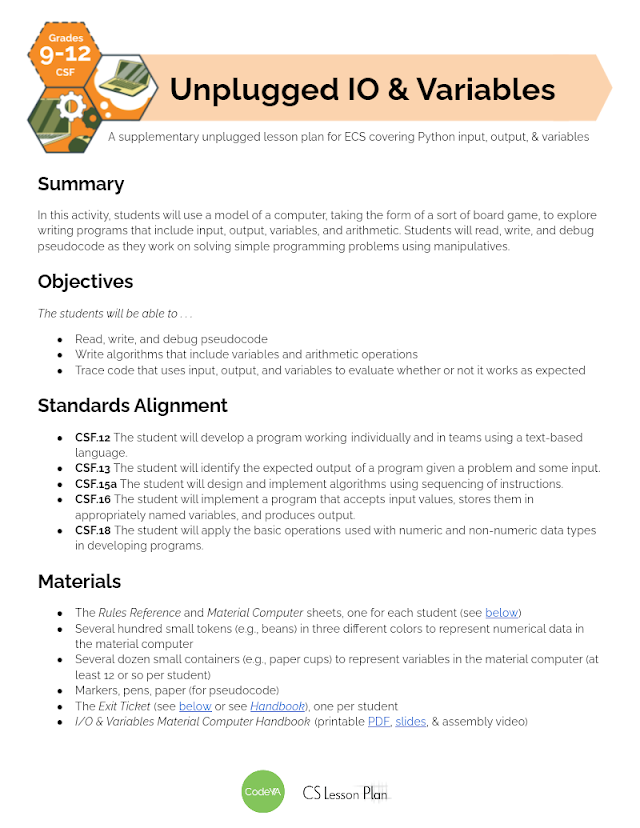 Grades
9-12
CSF
Unplugged IO & Variables
A supplementary unplugged lesson plan for ECS covering Python input, output, & variables
Summary
In this activity, students will use a model of a computer, taking the form of a sort of board game, to explore
writing programs that include input, output, variables, and arithmetic. Students will read, write, and debug
pseudocode as they work on solving simple programming problems using manipulatives.
Objectives
The students will be able to . . .
● Read, write, and debug pseudocode
● Write algorithms that include variables and arithmetic operations
● Trace code that uses input, output, and variables to evaluate whether or not it works as expected
Standards Alignment
● CSF.12 The student will develop a program working individually and in teams using a text-based
language.
● CSF.13 The student will identify the expected output of a program given a problem and some input.
● CSF.15a The student will design and implement algorithms using sequencing of instructions.
● CSF.16 The student will implement a program that accepts input values, stores them in
appropriately named variables, and produces output.
● CSF.18 The student will apply the basic operations used with numeric and non-numeric data types
in developing programs.
Materials
● The Rules Reference and Material Computer sheets, one for each student (see below)
● Several hundred small tokens (e.g., beans) in three different colors to represent numerical data in
the material computer
● Several dozen small containers (e.g., paper cups) to represent variables in the material computer (at
least 12 or so per student)
● Markers, pens, paper (for pseudocode)
● The Exit Ticket (see below or see Handbook), one per student
● I/O & Variables Material Computer Handbook (printable PDF, slides, & assembly video)
CodeVA
CS Lesson Plan